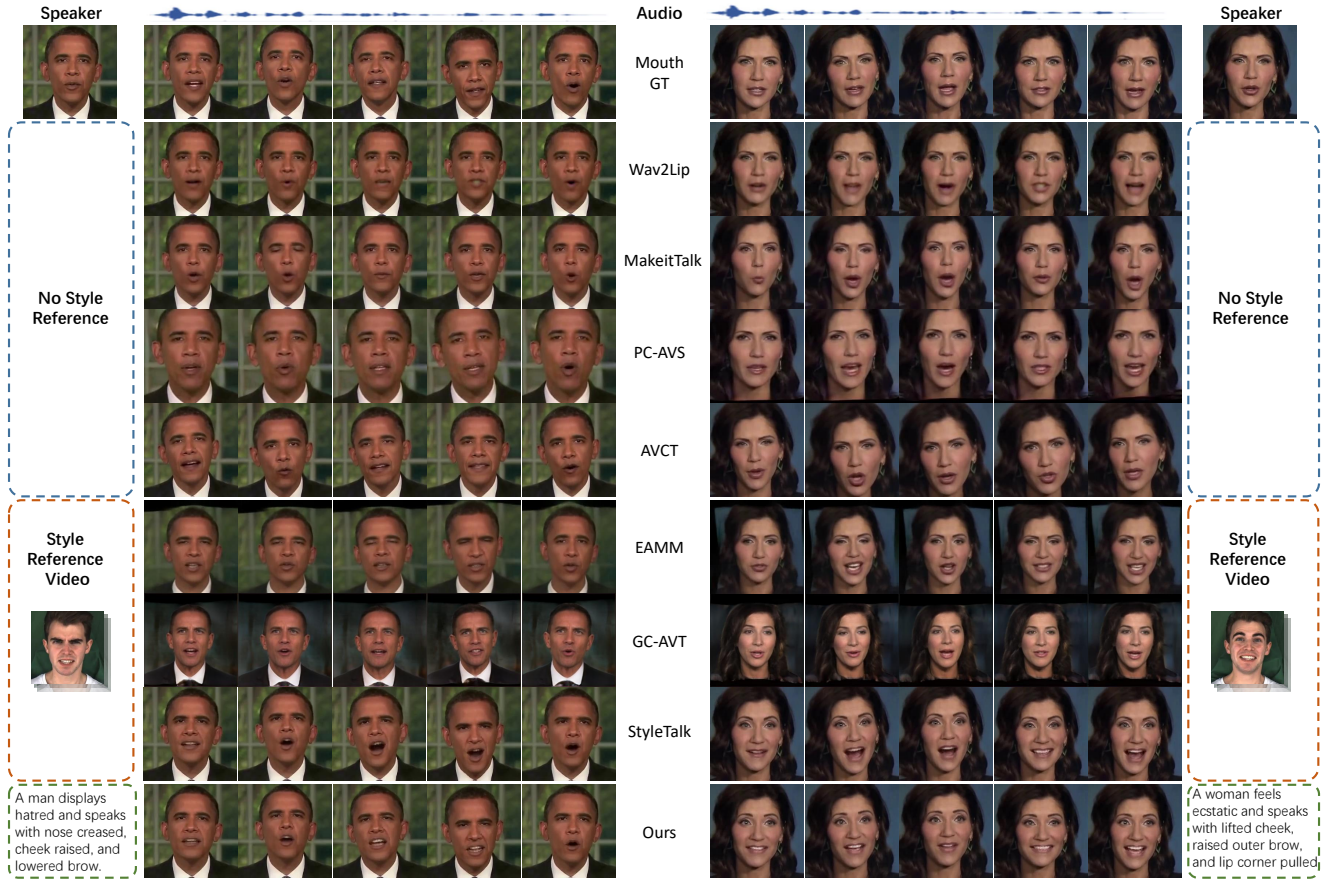 Speaker
Audio
Speaker
Mouth
GT
Wav2Lip
MakeitTalk
PC-AVS
AVCT
No Style
Reference
No Style
Reference
EAMM
GC-AVT
StyleTalk
Style
Reference
Video
Style
Reference
Video
A man displays
hatred and speaks
with nose creased,
cheek raised, and
lowered brow.
Ours
A woman feels
ecstatic and speaks
with lifted cheek,
raised outer brow,
and lip corner pulled